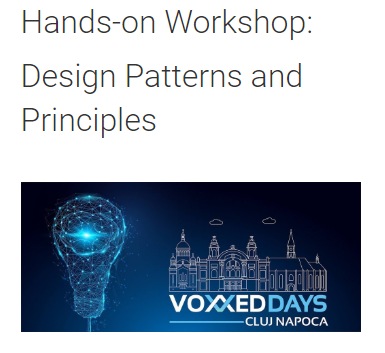 Hands-on Workshop:
Design Patterns and
Principles
VOXXED DAYS
CLUJ NAPOCA